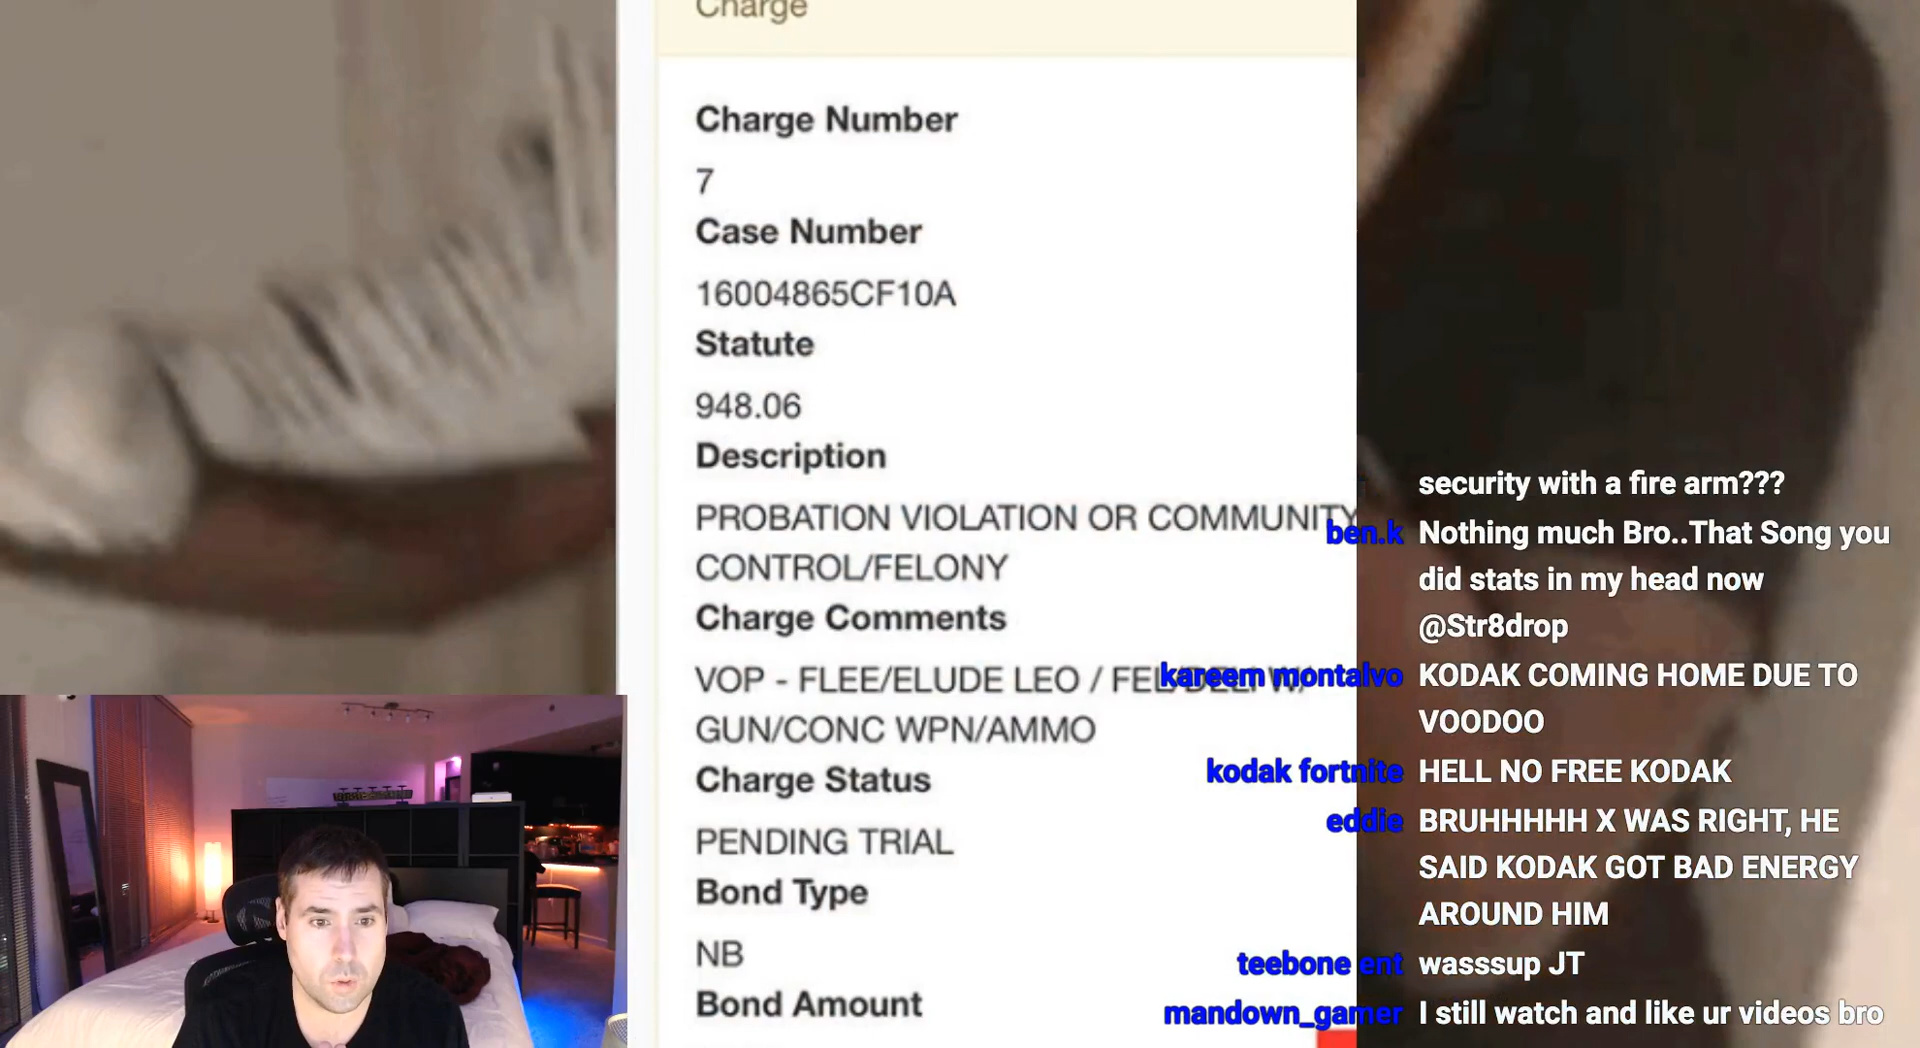 Charge
Charge Number
7
Case Number
16004865CF10A
Statute
948.06
Description
PROBATION VIOLATION OR COMMUNITY
CONTROL/FELONY
Charge Comments
VOP - FLEE/ELUDE LEO / FEL/DELI W/
GUN/CONC WPN/AMMO
Charge Status
PENDING TRIAL
Bond Type
NB
Bond Amount
security with a fire arm???
ben.k Nothing much Bro..That Song you
did stats in my head now
@Str8drop
kareem montalvo KODAK COMING HOME DUE TO
VOODOO
kodak fortnite HELL NO FREE KODAK
eddie BRUHHHHH X WAS RIGHT, HE
SAID KODAK GOT BAD ENERGY
AROUND HIM
teebone ent wasssup JT
mandown_gamer I still watch and like ur videos bro